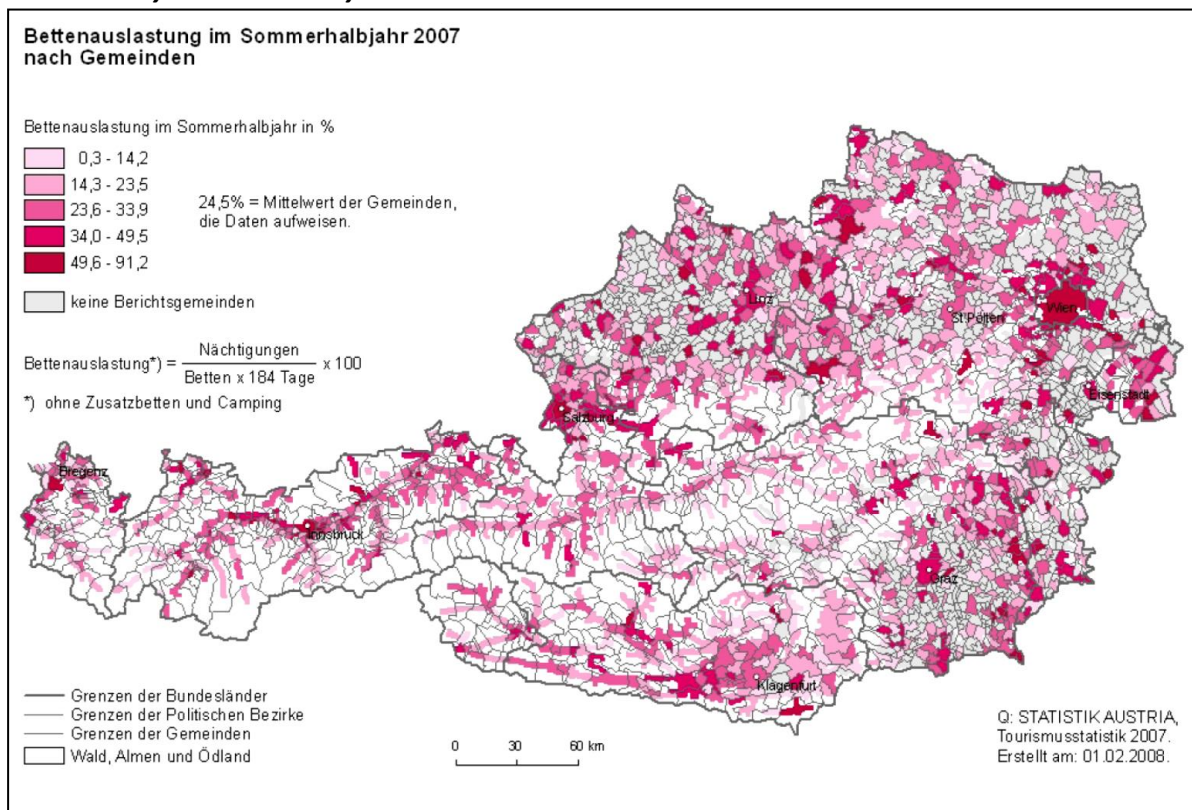 Bettenauslastung im Sommerhalbjahr 2007
nach Gemeinden
Bettenauslastung im Sommerhalbjahr in %
0,3 - 14,2
14,3 - 23,5
23,6 - 33,9
34,0 - 49,5
49,6 - 91,2
24,5% = Mittelwert der Gemeinden,
die Daten aufweisen.
keine Berichtsgemeinden
Bettenauslastung*) = Nächtigungen
Betten x 184 Tage x 100
*) ohne Zusatzbetten und Camping
Linz
St.Pölten
Wien
Eisenstadt
Salzburg
Bregenz
Innsbruck
Graz
Klagenfurt
Grenzen der Bundesländer
Grenzen der Politischen Bezirke
Grenzen der Gemeinden
Wald, Almen und Ödland
0 30 60 km
Q: STATISTIK AUSTRIA,
Tourismusstatistik 2007.
Erstellt am: 01.02.2008.